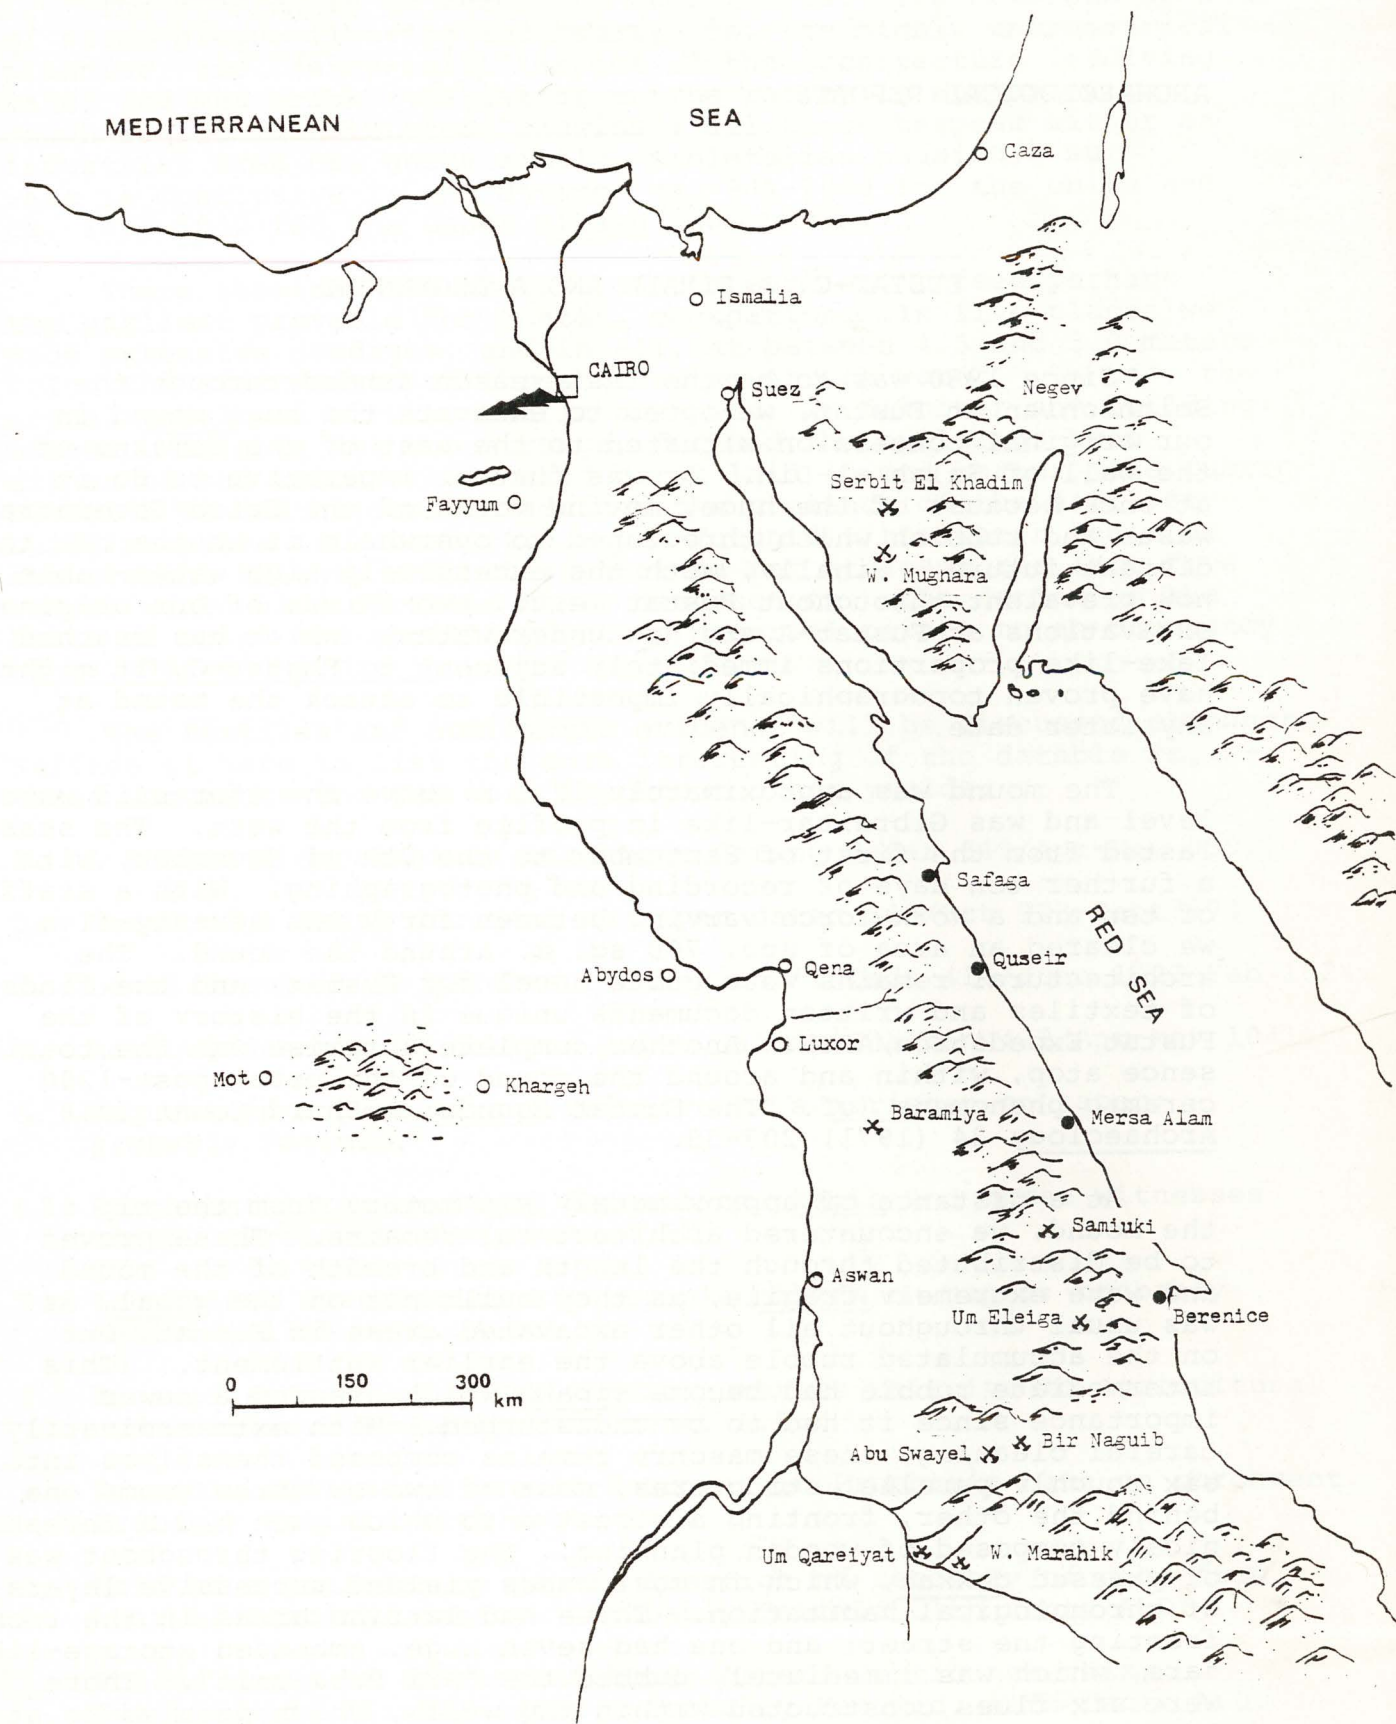 MEDITERRANEAN SEA
Gaza
Ismalia
CAIRO
Suez
Negev
Serbit El Khadim
Fayyum
W. Mughara
Safaga
RED SEA
Quseir
Abydos
Qena
Luxor
Mot
Khargeh
Baramiya
Mersa Alam
Samiuki
Aswan
Um Eleiga
Berenice
0 150 300
km
Bir Naguib
Abu Swayel
Um Qareiyat
W. Marahik